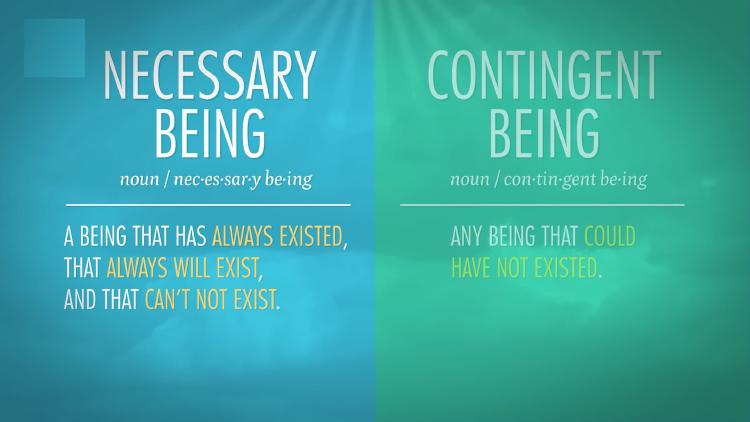 NECESSARY
BEING
noun / nec·es·sar·y be·ing
A BEING THAT HAS ALWAYS EXISTED,
THAT ALWAYS WILL EXIST,
AND THAT CAN'T NOT EXIST.
CONTINGENT
BEING
noun / con·tin·gent be·ing
ANY BEING THAT COULD
HAVE NOT EXISTED.